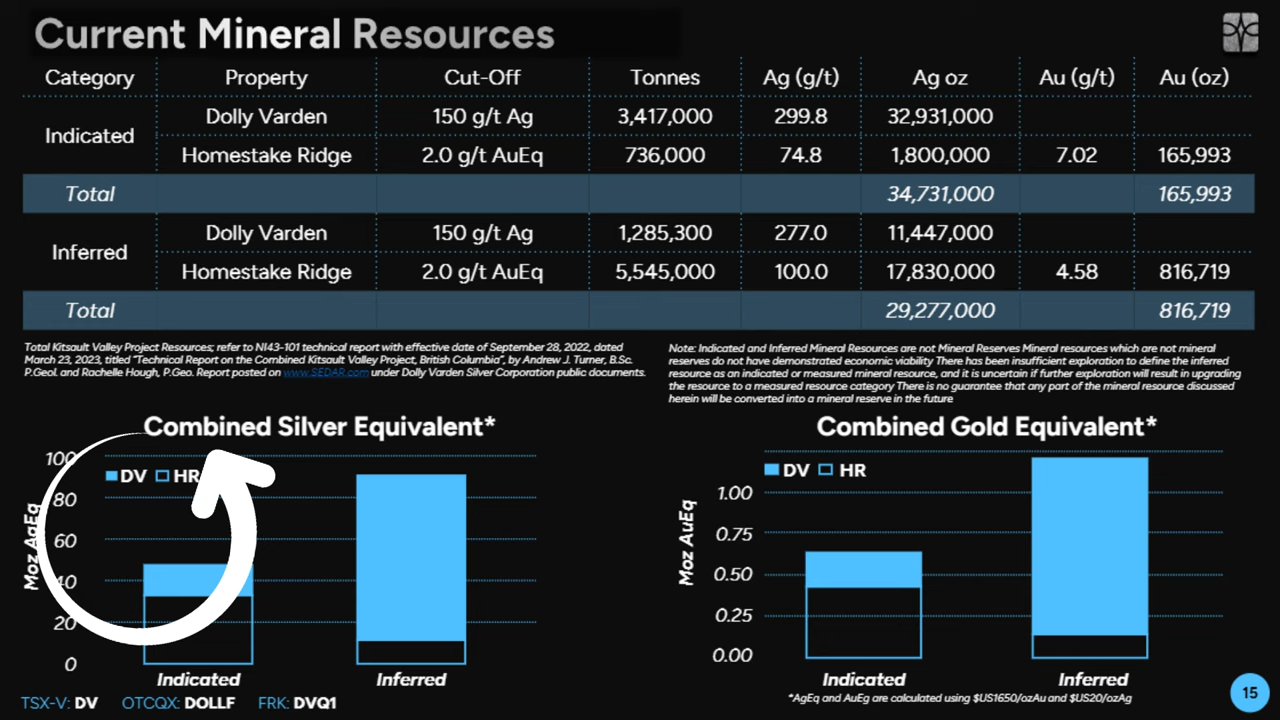 Current Mineral Resources
Category Property Cut-Off Tonnes Ag (g/t) Ag oz Au (g/t) Au (oz)
Indicated
Dolly Varden 150 g/t Ag 3,417,000 299.8 32,931,000
Homestake Ridge 2.0 g/t AuEq 736,000 74.8 1,800,000 7.02 165,993
Total 34,731,000 165,993
Inferred
Dolly Varden 150 g/t Ag 1,285,300 277.0 11,447,000
Homestake Ridge 2.0 g/t AuEq 5,545,000 100.0 17,830,000 4.58 816,719
Total 29,277,000 816,719
Total Kitsault Valley Project Resources; refer to NI43-101 technical report with effective date of September 28, 2022, dated
March 23, 2023, titled "Technical Report on the Combined Kitsault Valley Project, British Columbia", by Andrew J. Turner, B.Sc.
P.Geol. and Rachelle Hough, P.Geo. Report posted on www.SEDAR.com under Dolly Varden Silver Corporation public documents.
Note: Indicated and Inferred Mineral Resources are not Mineral Reserves Mineral resources which are not mineral
reserves do not have demonstrated economic viability There has been insufficient exploration to define the inferred
resource as an indicated or measured mineral resource, and it is uncertain if further exploration will result in upgrading
the resource to a measured resource category There is no guarantee that any part of the mineral resource discussed
herein will be converted into a mineral reserve in the future
Combined Silver Equivalent*
Moz AgEq
100
80
60
40
20
0
DV HR
Indicated Inferred
Combined Gold Equivalent*
Moz AuEq
1.00
0.75
0.50
0.25
0.00
DV HR
Indicated Inferred
*AgEq and AuEq are calculated using $US1650/ozAu and $US20/ozAg
TSX-V: DV OTCQX: DOLLF FRK: DVQ1
15